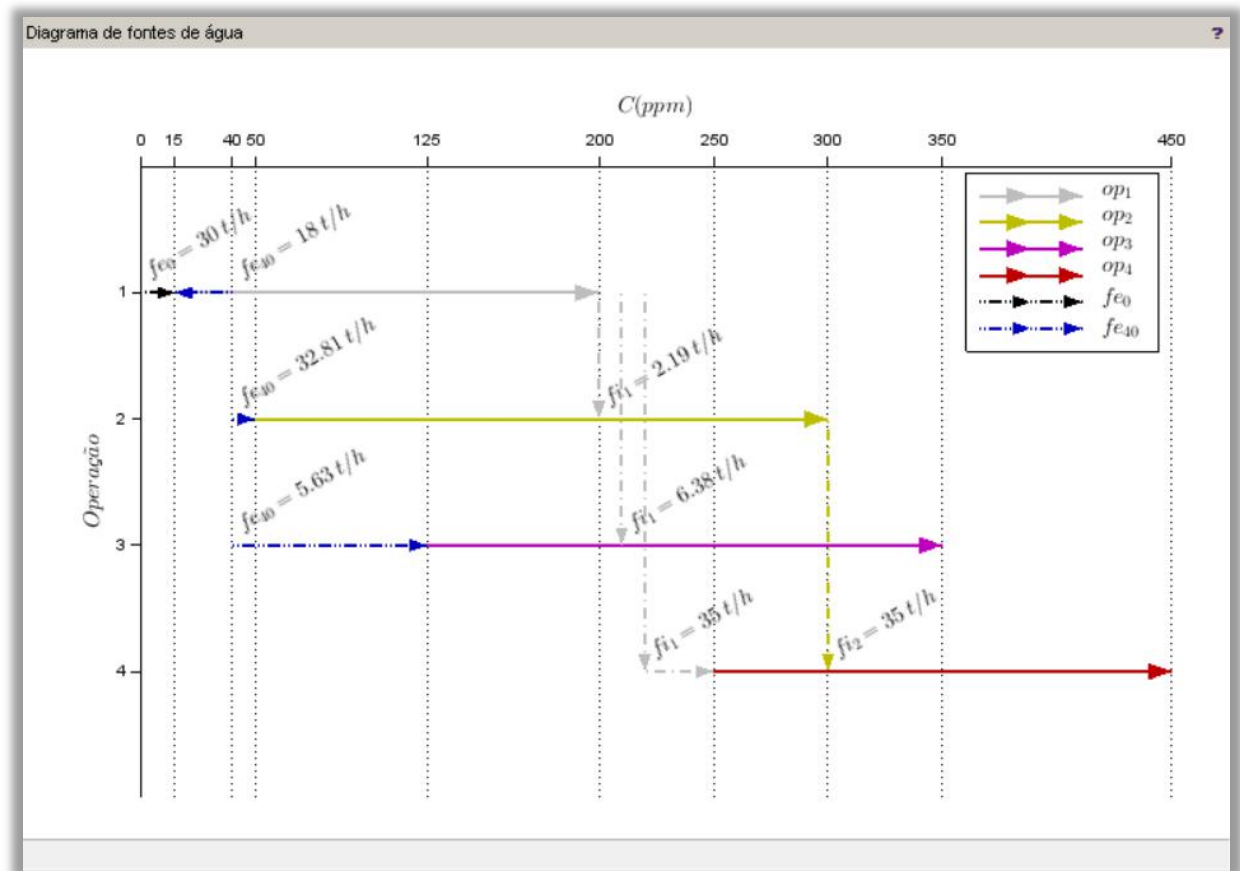 Diagrama de fontes de água ?
C(ppm)
0 15 40 50 125 200 250 300 350 450
op₁
op₂
op₃
op₄
fe₀
fe₄₀
fe₀ = 30 t/h
fe₄₀ = 18 t/h
1
fe₄₀ = 32.81 t/h
fi₁ = 2.19 t/h
2
Operação
fe₄₀ = 5.63 t/h
fi₁ = 6.38 t/h
3
fi₁ = 35 t/h
fi₂ = 35 t/h
4